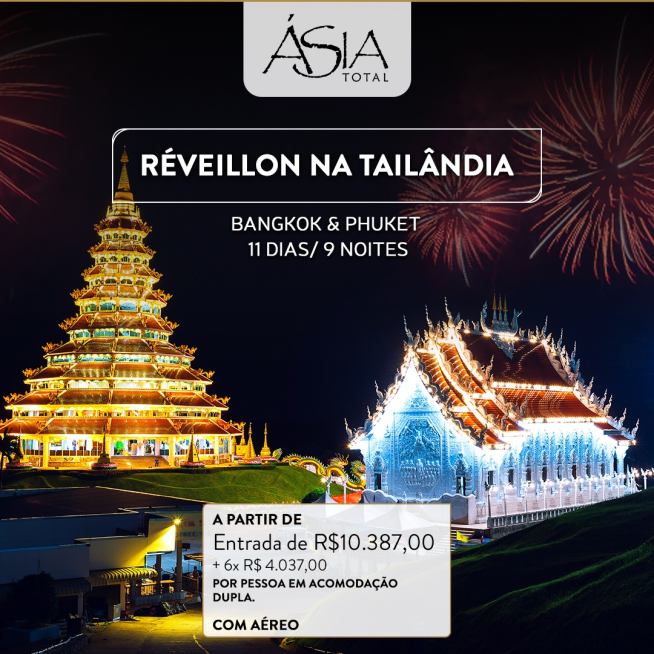 ÁSIA
TOTAL
RÉVEILLON NA TAILÂNDIA
BANGKOK & PHUKET
11 DIAS/ 9 NOITES
A PARTIR DE
Entrada de R$10.387,00
+ 6x R$ 4.037,00
POR PESSOA EM ACOMODAÇÃO
DUPLA.
COM AÉREO